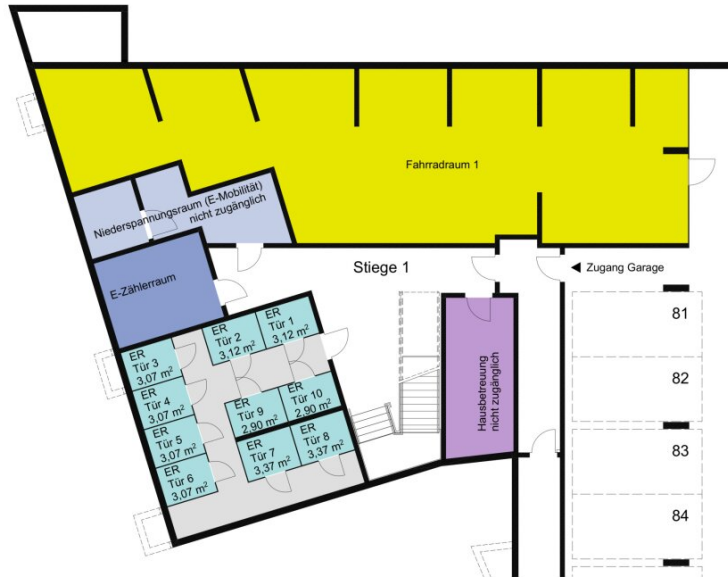 Fahrradraum 1
Niederspannungsraum (E-Mobilität)
nicht zugänglich
E-Zählerraum
Stiege 1
Zugang Garage
81
82
83
84
ER
Tür 1
3,12 m²
ER
Tür 2
3,12 m²
ER
Tür 3
3,07 m²
ER
Tür 4
3,07 m²
ER
Tür 5
3,07 m²
ER
Tür 6
3,07 m²
ER
Tür 9
2,90 m²
ER
Tür 10
2,90 m²
ER
Tür 7
3,37 m²
ER
Tür 8
3,37 m²
Hausbetreuung
nicht zugänglich